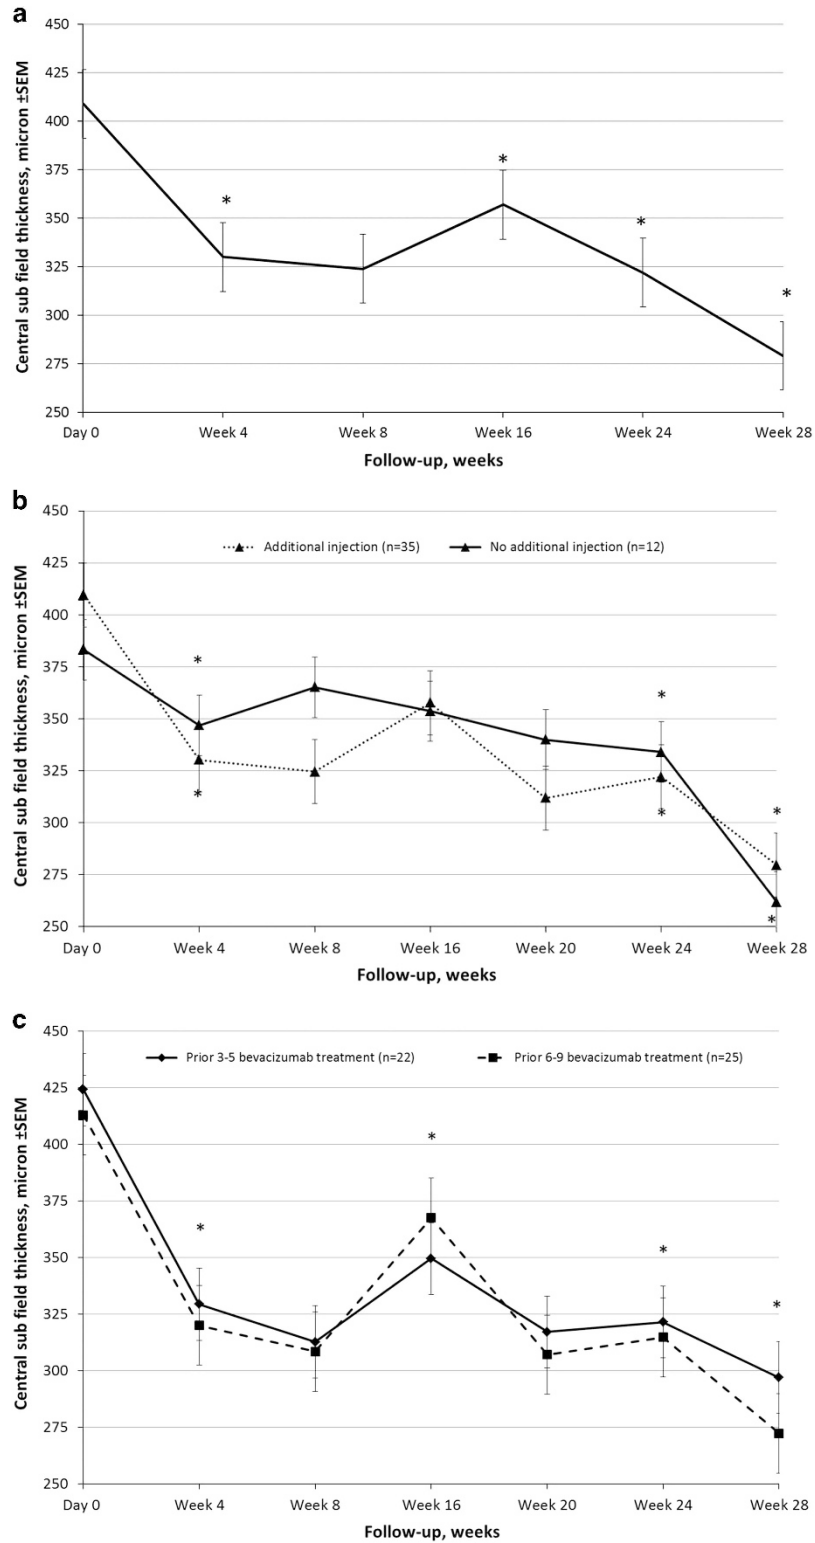 a
Central sub field thickness, micron ±SEM
450
425
400
375
350
325
300
275
250
*
*
*
*
Day 0 Week 4 Week 8 Week 16 Week 24 Week 28
Follow-up, weeks
b
Central sub field thickness, micron ±SEM
450
425
400
375
350
325
300
275
250
Additional injection (n=35) No additional injection (n=12)
*
*
*
*
*
*
Day 0 Week 4 Week 8 Week 16 Week 20 Week 24 Week 28
Follow-up, weeks
c
Central sub field thickness, micron ±SEM
450
425
400
375
350
325
300
275
250
Prior 3-5 bevacizumab treatment (n=22) Prior 6-9 bevacizumab treatment (n=25)
*
*
*
*
Day 0 Week 4 Week 8 Week 16 Week 20 Week 24 Week 28
Follow-up, weeks